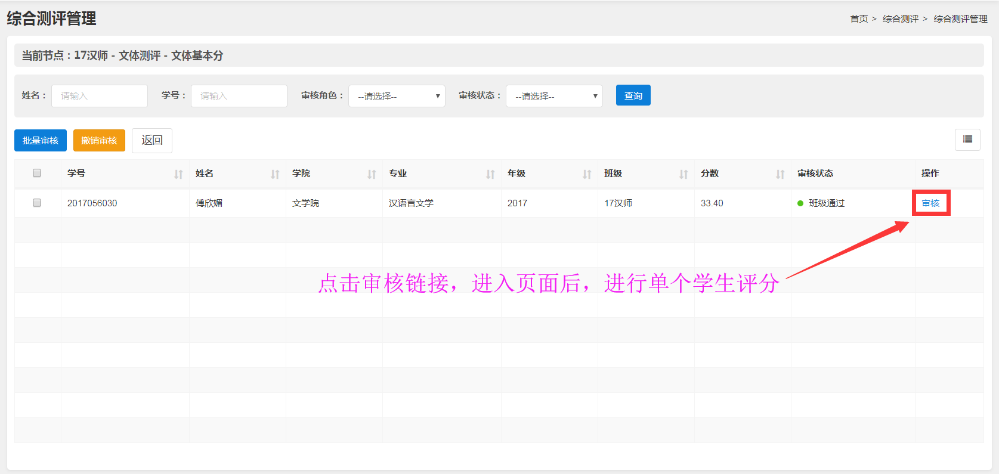 综合测评管理
首页 > 综合测评 > 综合测评管理
当前节点：17汉师 - 文体测评 - 文体基本分
姓名： 请输入 学号： 请输入 审核角色： --请选择-- 审核状态： --请选择-- 查询
批量审核 撤销审核 返回
学号 姓名 学院 专业 年级 班级 分数 审核状态 操作
2017056030 傅欣媚 文学院 汉语言文学 2017 17汉师 33.40 班级通过 审核
点击审核链接，进入页面后，进行单个学生评分